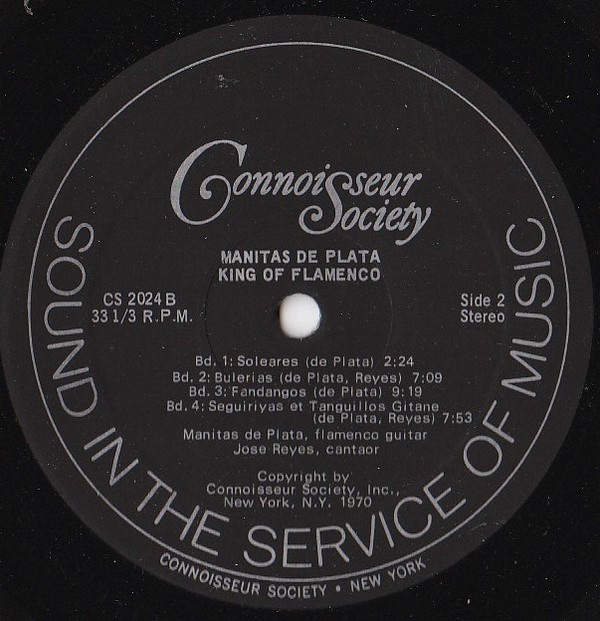 Connoisseur
Society
MANITAS DE PLATA
KING OF FLAMENCO
CS 2024 B
33 1/3 R.P.M.
Side 2
Stereo
Bd. 1: Soleares (de Plata) 2:24
Bd. 2: Bulerias (de Plata, Reyes) 7:09
Bd. 3: Fandangos (de Plata) 9:19
Bd. 4: Seguiriyas et Tanguillos Gitane
(de Plata, Reyes) 7:53
Manitas de Plata, flamenco guitar
Jose Reyes, cantaor
Copyright by
Connoisseur Society, Inc.,
New York, N.Y. 1970
SOUND IN THE SERVICE OF MUSIC
CONNOISSEUR SOCIETY • NEW YORK